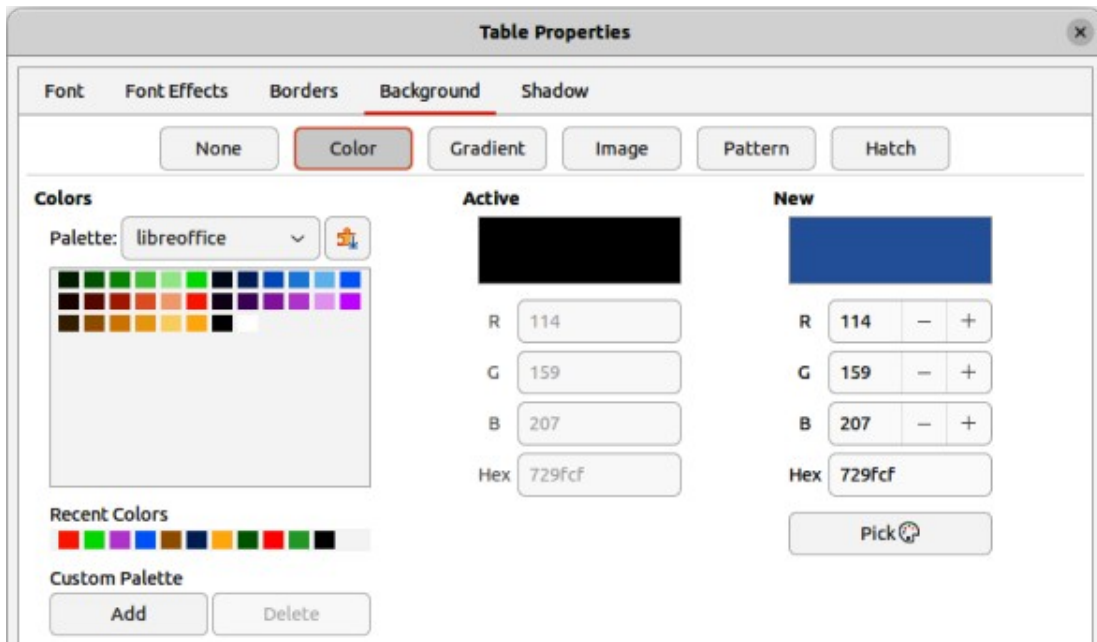 Table Properties
Font Font Effects Borders Background Shadow
None Color Gradient Image Pattern Hatch
Colors Active New
Palette: libreoffice
R 114 R 114 − +
G 159 G 159 − +
B 207 B 207 − +
Hex 729fcf Hex 729fcf
Recent Colors
Pick
Custom Palette
Add Delete